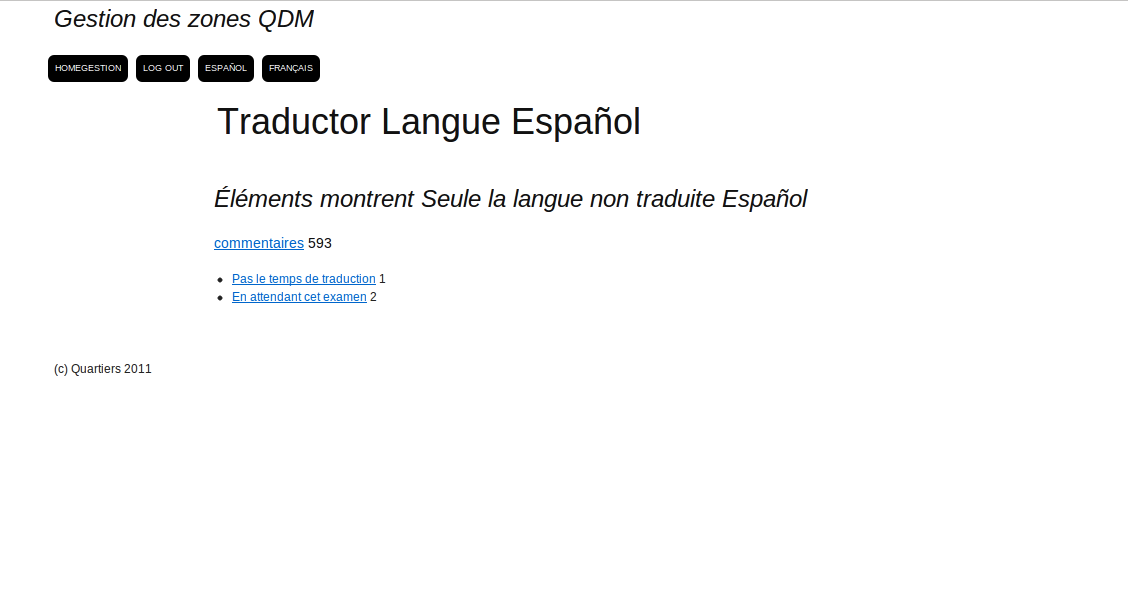 Gestion des zones QDM
HOMEGESTION LOG OUT ESPAÑOL FRANÇAIS
Traductor Langue Español
Éléments montrent Seule la langue non traduite Español
commentaires 593
Pas le temps de traduction 1
En attendant cet examen 2
(c) Quartiers 2011